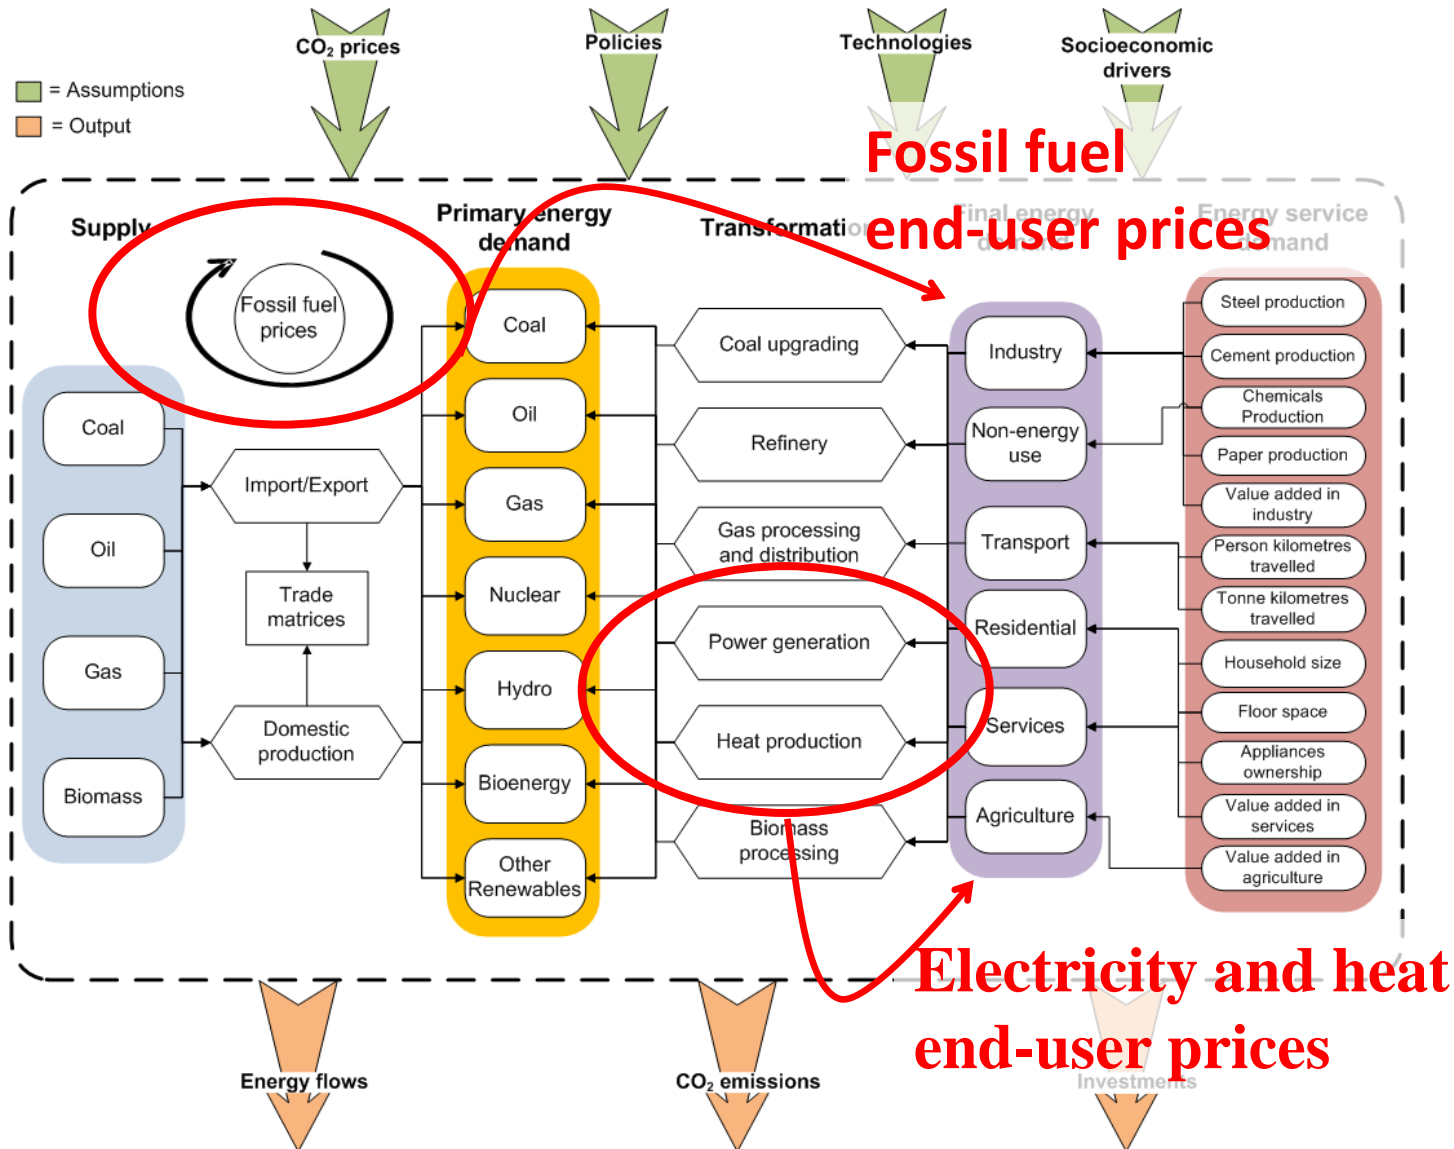 CO₂ prices
Policies
Technologies
Socioeconomic
drivers
= Assumptions
= Output
Fossil fuel
end-user prices
Supply
Primary energy
demand
Transformation
Final energy
demand
Energy service
demand
Fossil fuel
prices
Coal
Oil
Gas
Biomass
Import/Export
Trade
matrices
Domestic
production
Coal
Oil
Gas
Nuclear
Hydro
Bioenergy
Other
Renewables
Coal upgrading
Refinery
Gas processing
and distribution
Power generation
Heat production
Biomass
processing
Industry
Non-energy
use
Transport
Residential
Services
Agriculture
Steel production
Cement production
Chemicals
Production
Paper production
Value added in
industry
Person kilometres
travelled
Tonne kilometres
travelled
Household size
Floor space
Appliances
ownership
Value added in
services
Value added in
agriculture
Electricity and heat
end-user prices
Energy flows
CO₂ emissions
Investments